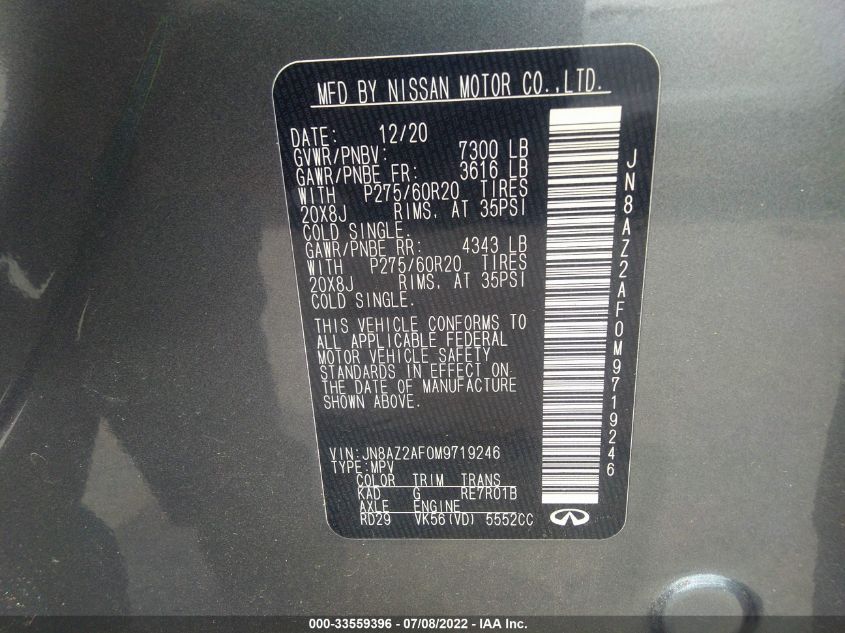 MFD BY NISSAN MOTOR CO.,LTD.
DATE: 12/20
GVWR/PNBV: 7300 LB
GAWR/PNBE FR: 3616 LB
WITH P275/60R20 TIRES
20X8J RIMS. AT 35PSI
COLD SINGLE.
GAWR/PNBE RR: 4343 LB
WITH P275/60R20 TIRES
20X8J RIMS. AT 35PSI
COLD SINGLE.
THIS VEHICLE CONFORMS TO
ALL APPLICABLE FEDERAL
MOTOR VEHICLE SAFETY
STANDARDS IN EFFECT ON
THE DATE OF MANUFACTURE
SHOWN ABOVE.
VIN:JN8AZ2AF0M9719246
TYPE:MPV
COLOR TRIM TRANS
KAD G RE7R01B
AXLE ENGINE
RD29 VK56(VD) 5552CC
JN8AZ2AF0M9719246
000-33559396 - 07/08/2022 - IAA Inc.